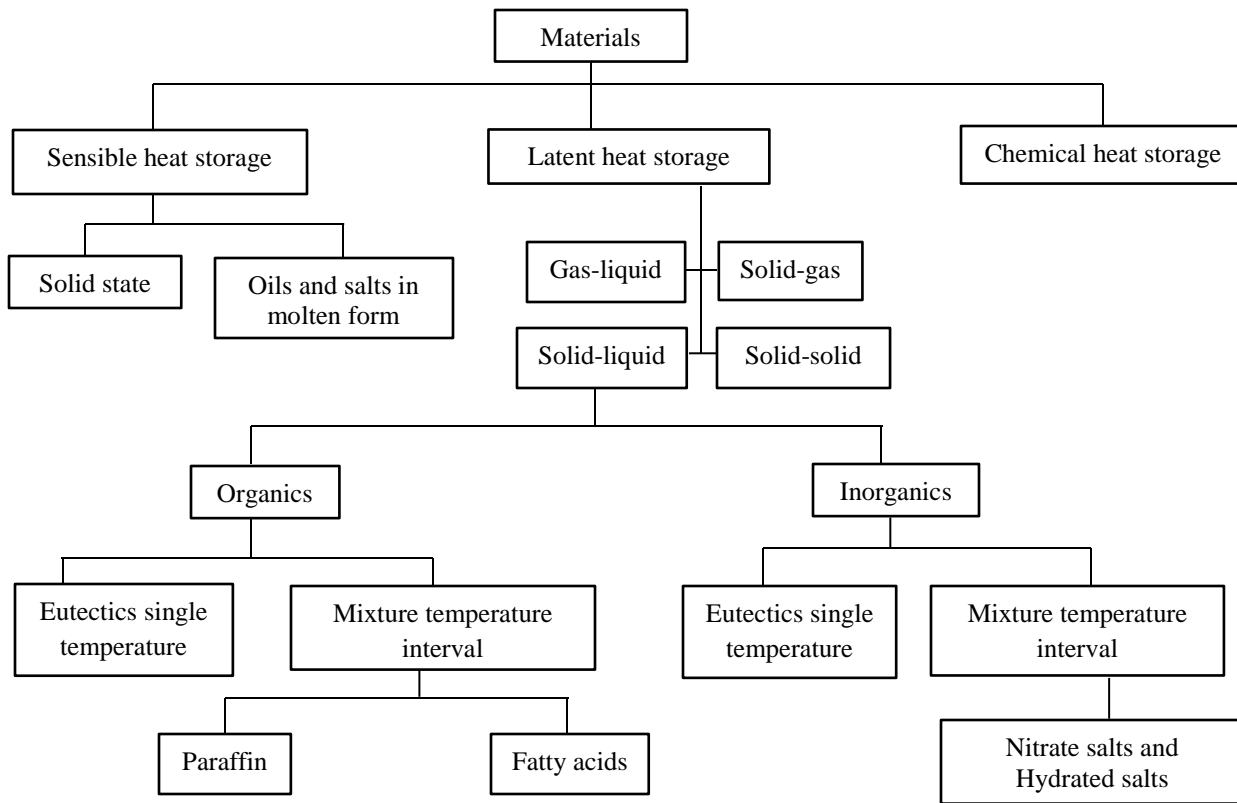 Materials
Sensible heat storage
Latent heat storage
Chemical heat storage
Solid state
Oils and salts in
molten form
Gas-liquid
Solid-gas
Solid-liquid
Solid-solid
Organics
Inorganics
Eutectics single
temperature
Mixture temperature
interval
Eutectics single
temperature
Mixture temperature
interval
Paraffin
Fatty acids
Nitrate salts and
Hydrated salts